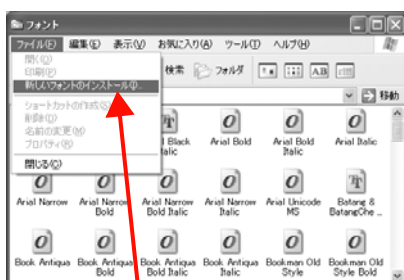 フォント
ファイル(F) 編集(E) 表示(V) お気に入り(A) ツール(T) ヘルプ(H)
開く(O)
印刷(P)
新しいフォントのインストール(I)...
ショートカットの作成(S)
削除(D)
名前の変更(M)
プロパティ(R)
閉じる(C)
検索 フォルダ
AB
移動
Black
Italic
Arial Bold
Arial Bold
Italic
Arial Italic
Arial Narrow
Arial Narrow
Bold
Arial Narrow
Bold Italic
Arial Narrow
Italic
Arial Unicode
MS
Batang &
BatangChe ...
Book Antiqua
Book Antiqua
Bold
Book Antiqua
Bold Italic
Book Antiqua
Italic
Bookman Old
Style
Bookman Old
Style Bold